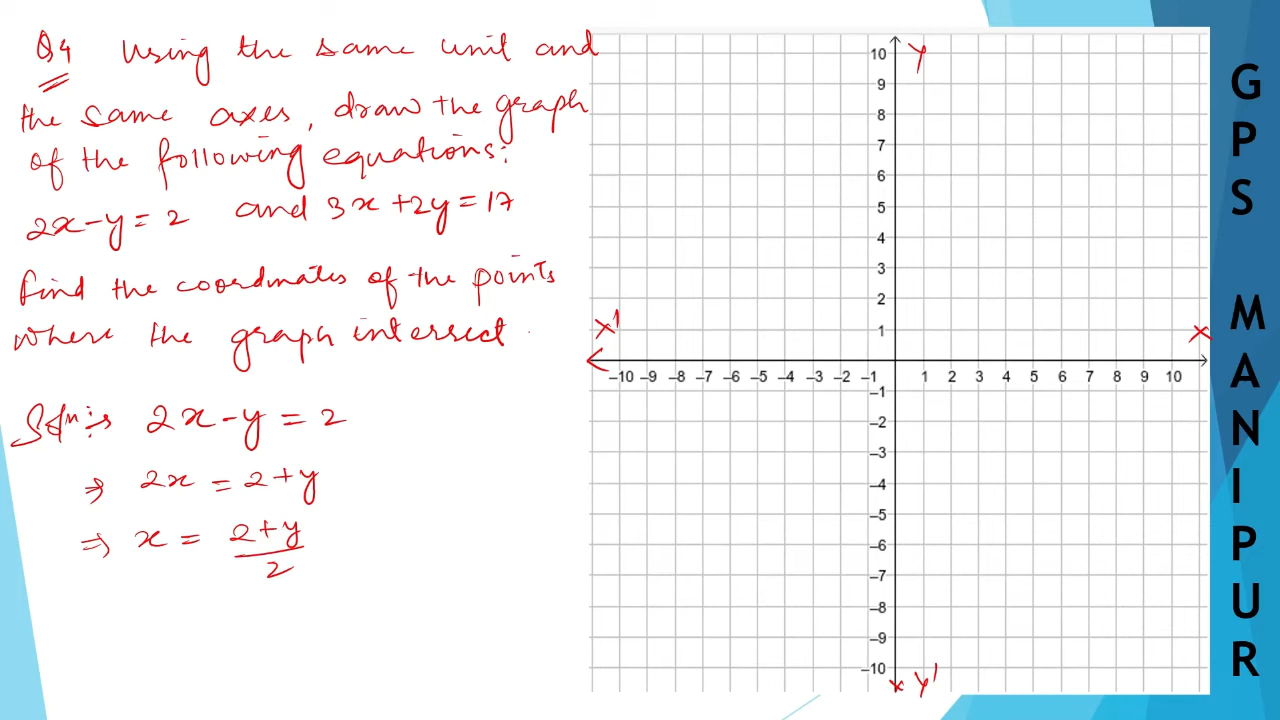 Q4 Using the same unit and
the same axes, draw the graph
of the following equations:
2x-y=2 and 3x+2y=17
find the coordinates of the points
where the graph intersect
Solⁿ:- 2x-y=2
⇒ 2x=2+y
⇒ x = (2+y)/2
Y
10
9
8
7
6
5
4
3
2
1
X' X
–10 –9 –8 –7 –6 –5 –4 –3 –2 –1 1 2 3 4 5 6 7 8 9 10
–1
–2
–3
–4
–5
–6
–7
–8
–9
–10
Y'
GPS MANIPUR